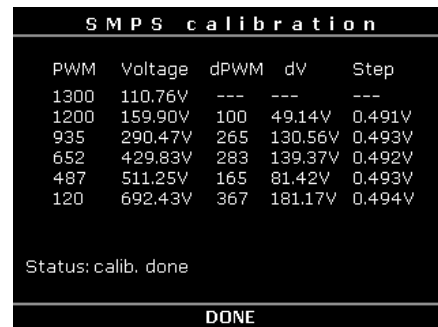 SMPS calibration
PWM Voltage dPWM dV Step
1300 110.76V --- --- ---
1200 159.90V 100 49.14V 0.491V
935 290.47V 265 130.56V 0.493V
652 429.83V 283 139.37V 0.492V
487 511.25V 165 81.42V 0.493V
120 692.43V 367 181.17V 0.494V
Status: calib. done
DONE